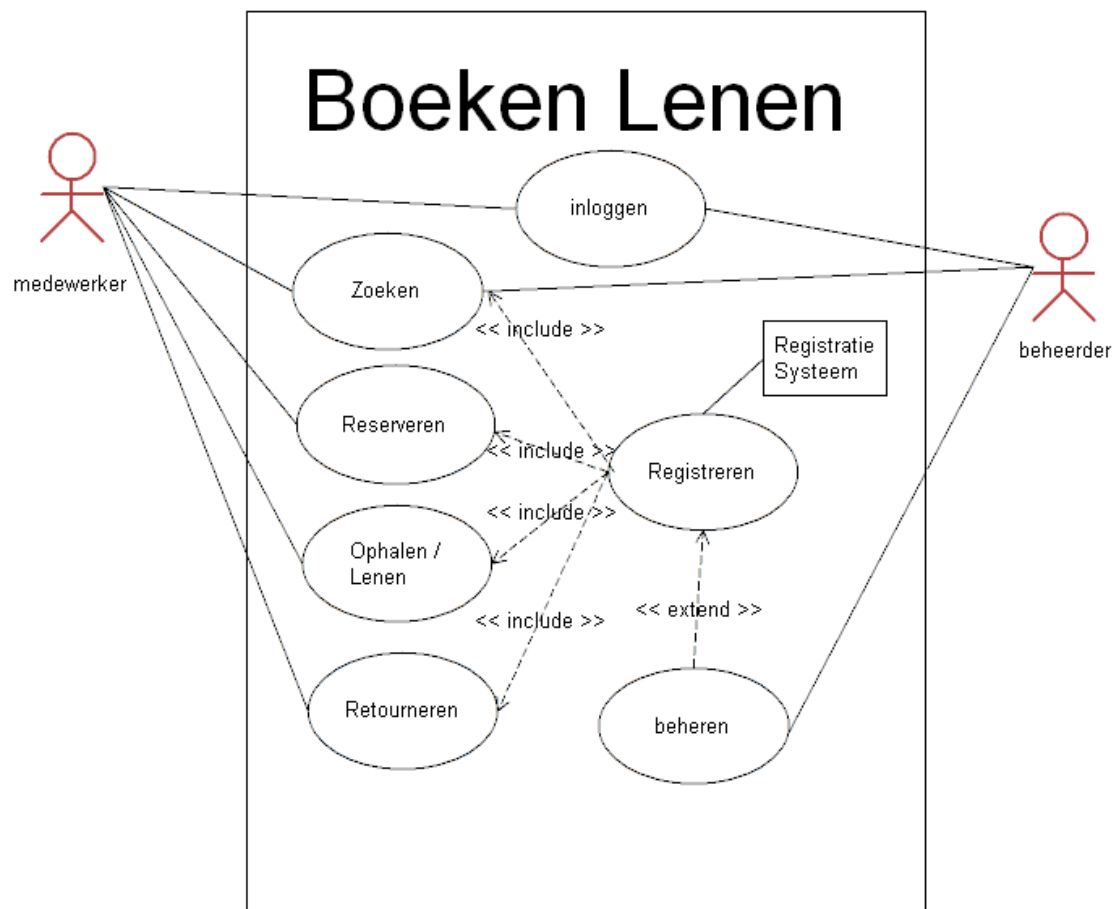 Boeken Lenen
inloggen
medewerker
Zoeken
<< include >>
Registratie
Systeem
beheerder
Reserveren
<< include >>
Registreren
<< include >>
Ophalen /
Lenen
<< extend >>
<< include >>
Retourneren
beheren